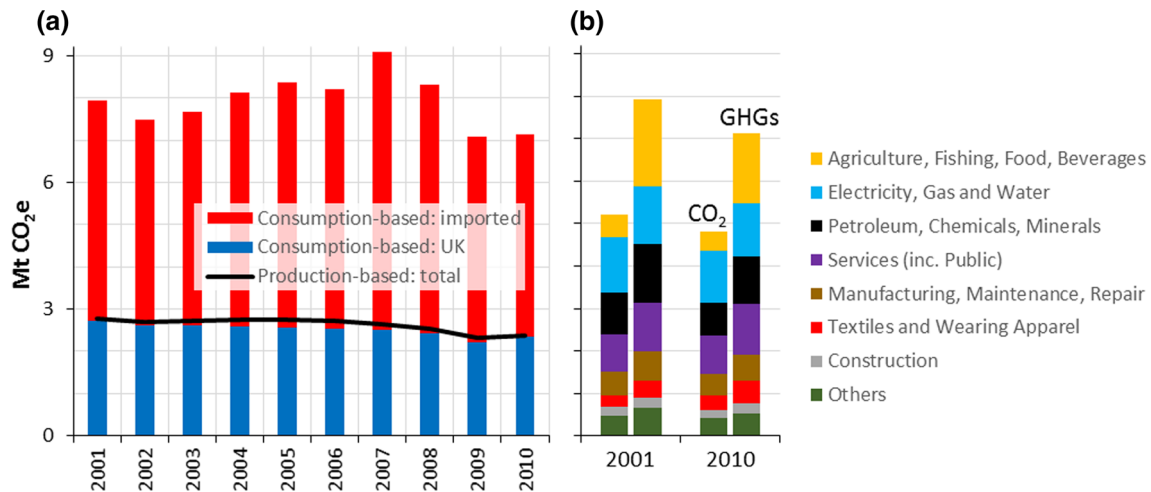 (a)
(b)
Mt CO₂e
9
6
3
0
Consumption-based: imported
Consumption-based: UK
Production-based: total
2001
2002
2003
2004
2005
2006
2007
2008
2009
2010
CO₂
GHGs
2001
2010
Agriculture, Fishing, Food, Beverages
Electricity, Gas and Water
Petroleum, Chemicals, Minerals
Services (inc. Public)
Manufacturing, Maintenance, Repair
Textiles and Wearing Apparel
Construction
Others